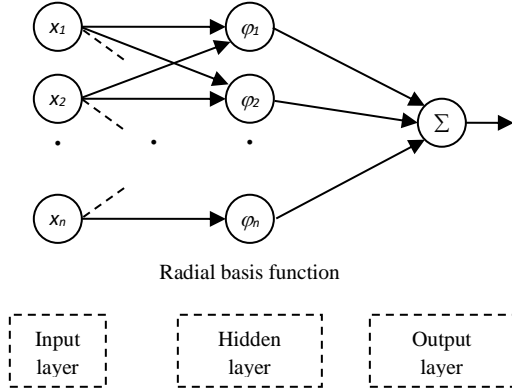 x1 φ1
x2 φ2
Σ
xn φn
Radial basis function
Input layer
Hidden layer
Output layer